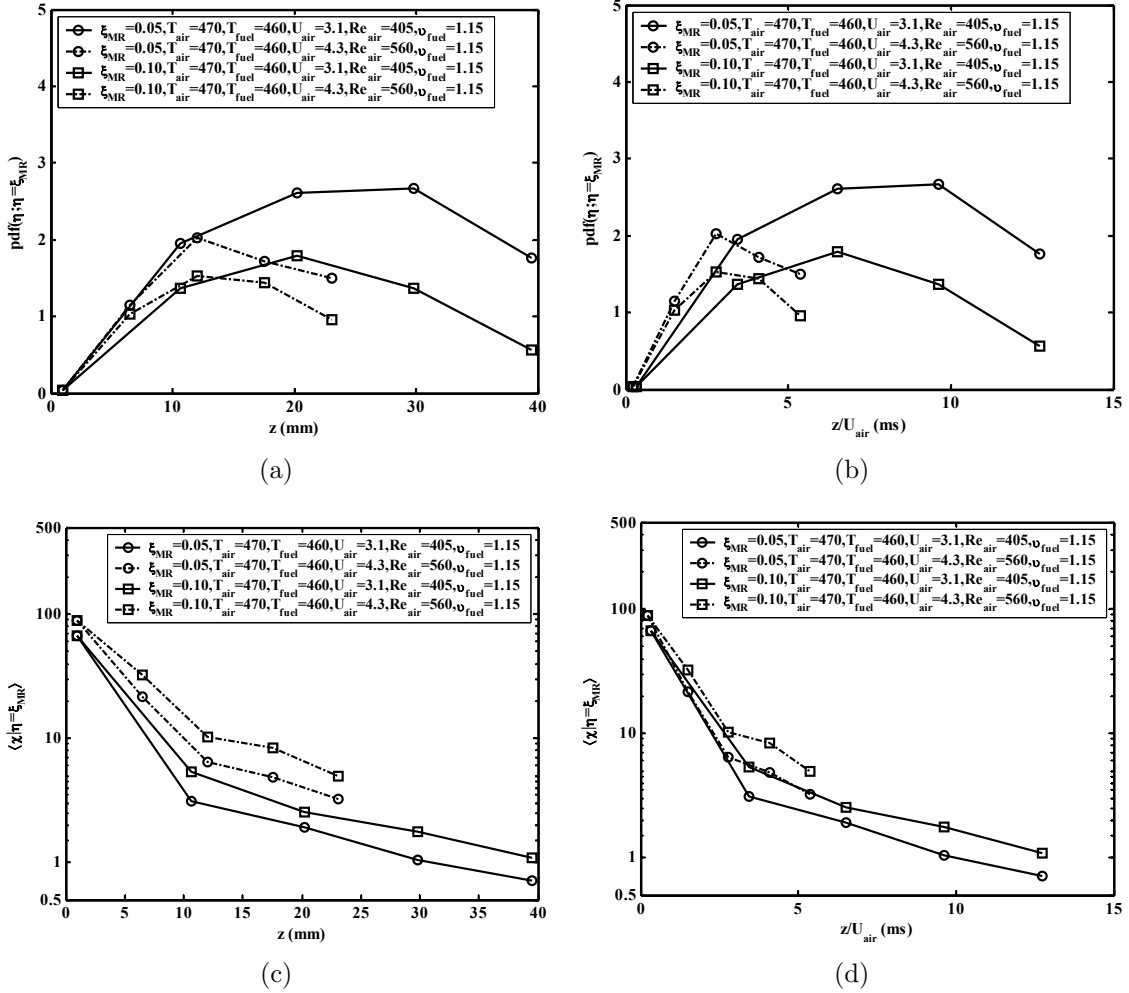 ξMR=0.05,Tair=470,Tfuel=460,Uair=3.1,Reair=405,υfuel=1.15
ξMR=0.05,Tair=470,Tfuel=460,Uair=4.3,Reair=560,υfuel=1.15
ξMR=0.10,Tair=470,Tfuel=460,Uair=3.1,Reair=405,υfuel=1.15
ξMR=0.10,Tair=470,Tfuel=460,Uair=4.3,Reair=560,υfuel=1.15
5
4
3
2
1
0
pdf(η;η=ξMR)
0 10 20 30 40
z (mm)
(a)
ξMR=0.05,Tair=470,Tfuel=460,Uair=3.1,Reair=405,υfuel=1.15
ξMR=0.05,Tair=470,Tfuel=460,Uair=4.3,Reair=560,υfuel=1.15
ξMR=0.10,Tair=470,Tfuel=460,Uair=3.1,Reair=405,υfuel=1.15
ξMR=0.10,Tair=470,Tfuel=460,Uair=4.3,Reair=560,υfuel=1.15
5
4
3
2
1
0
pdf(η;η=ξMR)
0 5 10 15
z/Uair (ms)
(b)
ξMR=0.05,Tair=470,Tfuel=460,Uair=3.1,Reair=405,υfuel=1.15
ξMR=0.05,Tair=470,Tfuel=460,Uair=4.3,Reair=560,υfuel=1.15
ξMR=0.10,Tair=470,Tfuel=460,Uair=3.1,Reair=405,υfuel=1.15
ξMR=0.10,Tair=470,Tfuel=460,Uair=4.3,Reair=560,υfuel=1.15
500
100
10
1
0.5
⟨χ|η=ξMR⟩
0 5 10 15 20 25 30 35 40
z (mm)
(c)
ξMR=0.05,Tair=470,Tfuel=460,Uair=3.1,Reair=405,υfuel=1.15
ξMR=0.05,Tair=470,Tfuel=460,Uair=4.3,Reair=560,υfuel=1.15
ξMR=0.10,Tair=470,Tfuel=460,Uair=3.1,Reair=405,υfuel=1.15
ξMR=0.10,Tair=470,Tfuel=460,Uair=4.3,Reair=560,υfuel=1.15
500
100
10
1
0.5
⟨χ|η=ξMR⟩
0 5 10 15
z/Uair (ms)
(d)